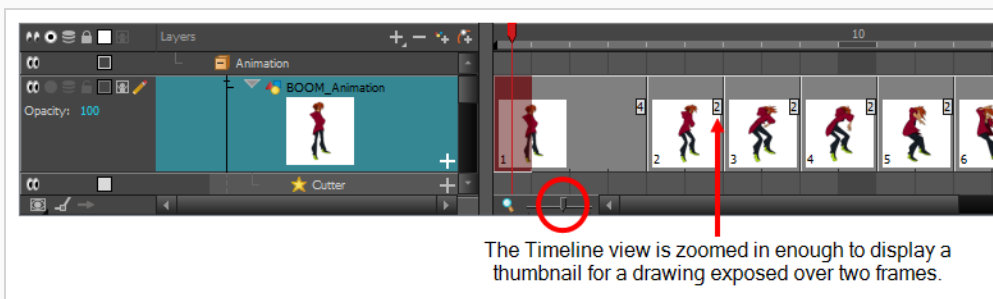 Layers
10
Animation
BOOM_Animation
Opacity: 100
4 2 2 2 2
1 2 3 4 5 6
Cutter
The Timeline view is zoomed in enough to display a
thumbnail for a drawing exposed over two frames.